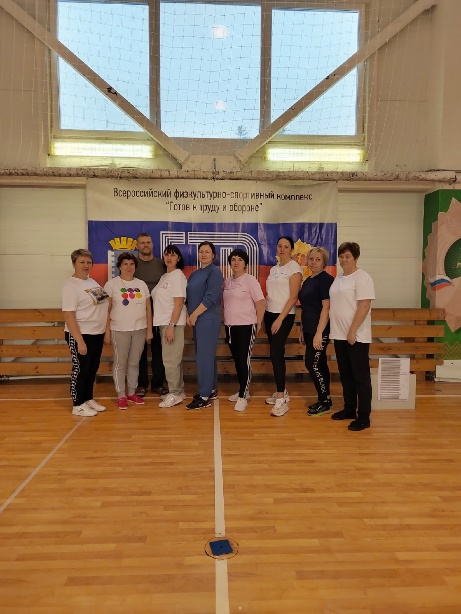 Всероссийский физкультурно-спортивный комплекс
"Готов к труду и обороне"